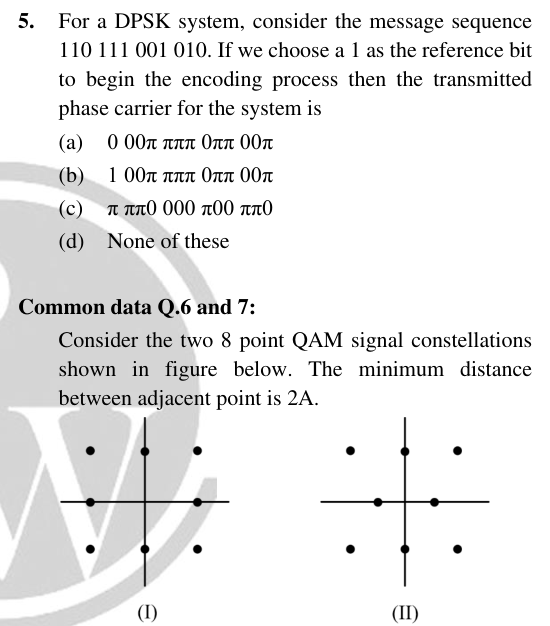 5. For a DPSK system, consider the message sequence
110 111 001 010. If we choose a 1 as the reference bit
to begin the encoding process then the transmitted
phase carrier for the system is
(a) 0 00π πππ 0ππ 00π
(b) 1 00π πππ 0ππ 00π
(c) π ππ0 000 π00 ππ0
(d) None of these
Common data Q.6 and 7:
Consider the two 8 point QAM signal constellations
shown in figure below. The minimum distance
between adjacent point is 2A.
(I) (II)